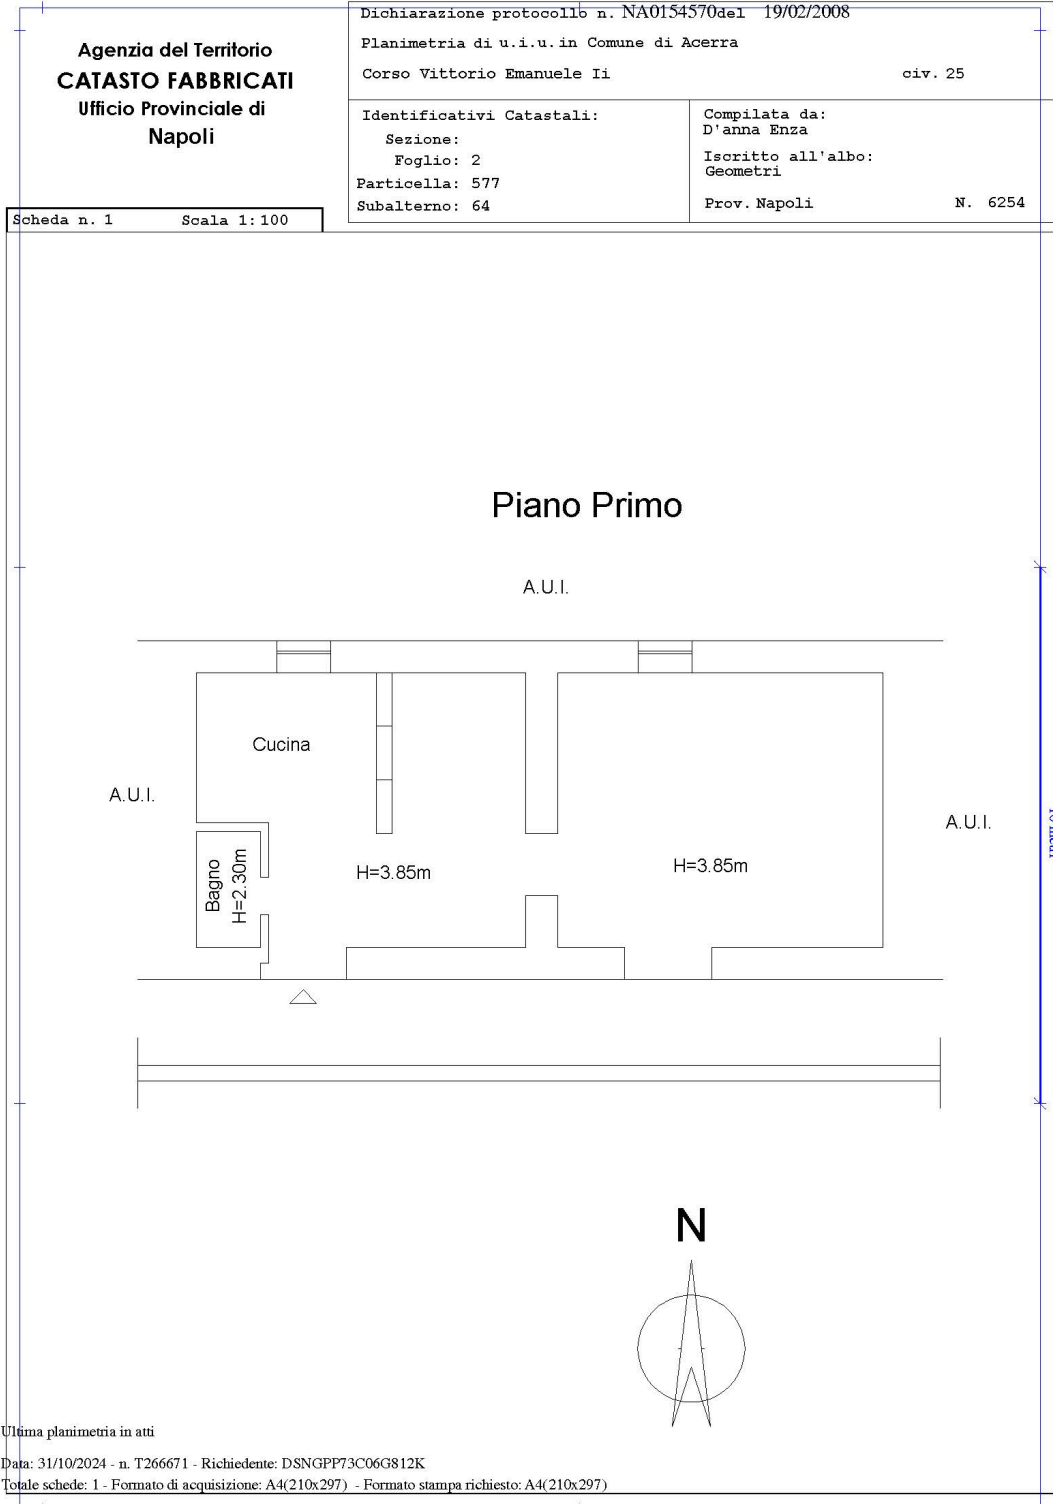 Agenzia del Territorio
CATASTO FABBRICATI
Ufficio Provinciale di
Napoli
Scheda n. 1 Scala 1:100
Dichiarazione protocollo n. NA0154570del 19/02/2008
Planimetria di u.i.u. in Comune di Acerra
Corso Vittorio Emanuele Ii civ. 25
Identificativi Catastali:
Sezione:
Foglio: 2
Particella: 577
Subalterno: 64
Compilata da:
D'anna Enza
Iscritto all'albo:
Geometri
Prov. Napoli N. 6254
Piano Primo
A.U.I.
Cucina
A.U.I.
A.U.I.
Bagno
H=2.30m
H=3.85m
H=3.85m
N
Ultima planimetria in atti
Data: 31/10/2024 - n. T266671 - Richiedente: DSNGPP73C06G812K
Totale schede: 1 - Formato di acquisizione: A4(210x297) - Formato stampa richiesto: A4(210x297)